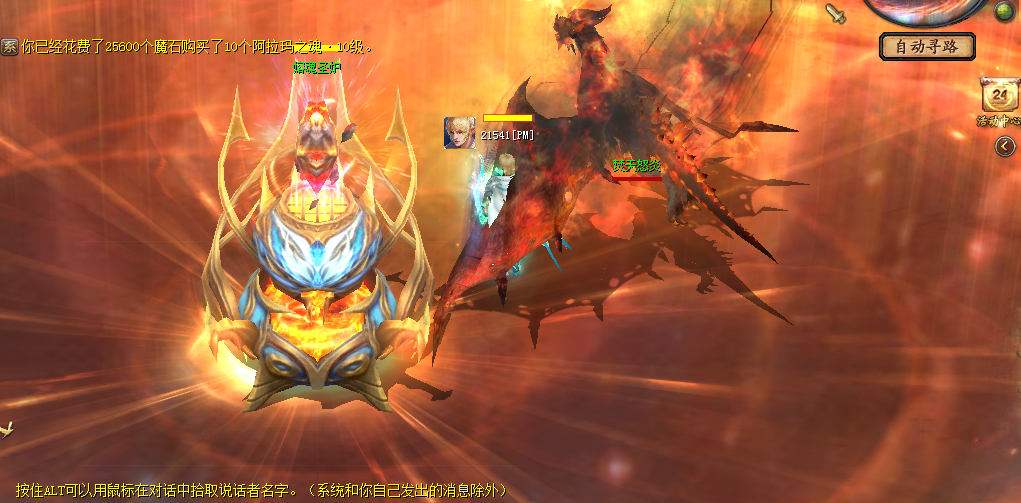 系 你已经花费了25600个魔石购买了10个阿拉玛之魂·10级。
熔魂圣炉
自动寻路
24
活动中心
21541[PM]
焚天怒炎
按住ALT可以用鼠标在对话中拾取说话者名字。(系统和你自己发出的消息除外)